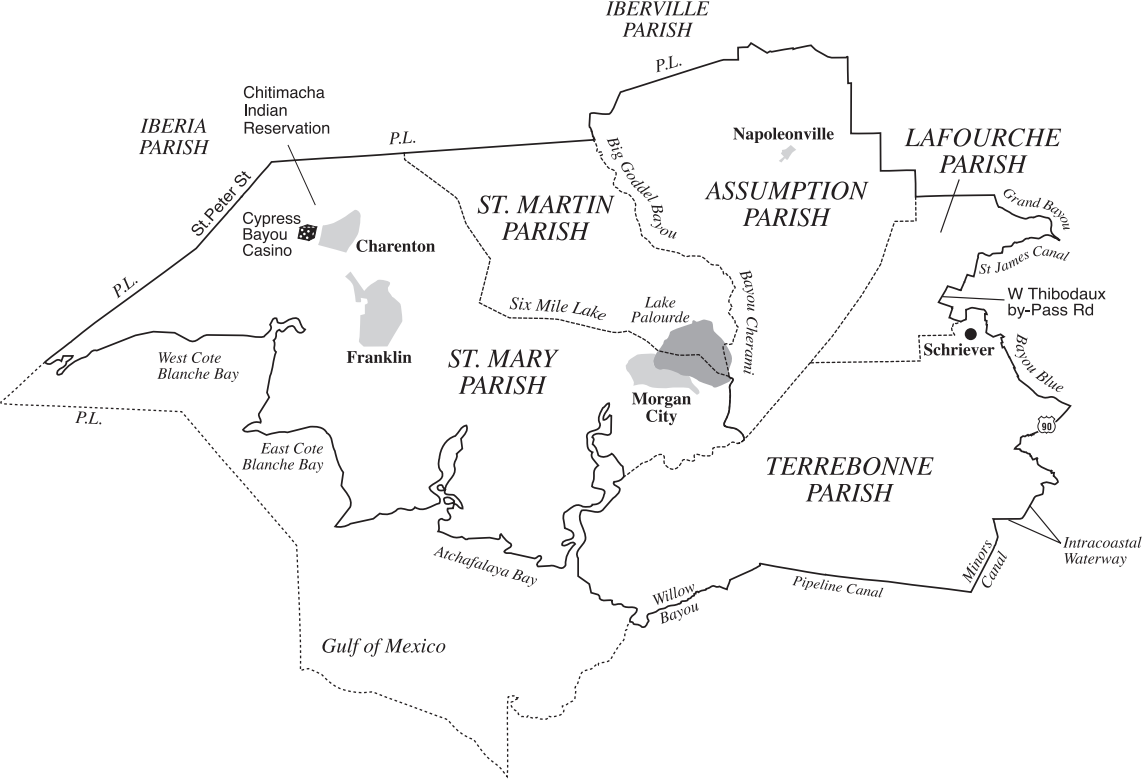 IBERVILLE
PARISH
P.L.
Chitimacha
Indian
Reservation
IBERIA
PARISH
P.L.
Napoleonville
LAFOURCHE
PARISH
Big Goddel Bayou
St.Peter St
ST. MARTIN
PARISH
ASSUMPTION
PARISH
Grand Bayou
Cypress
Bayou
Casino
Charenton
St James Canal
P.L.
Bayou Cherami
Six Mile Lake
Lake
Palourde
W Thibodaux
by-Pass Rd
Schriever
West Cote
Blanche Bay
Franklin
ST. MARY
PARISH
Bayou Blue
Morgan
City
P.L.
90
East Cote
Blanche Bay
TERREBONNE
PARISH
Atchafalaya Bay
Intracoastal
Waterway
Minors
Canal
Willow
Bayou
Pipeline Canal
Gulf of Mexico